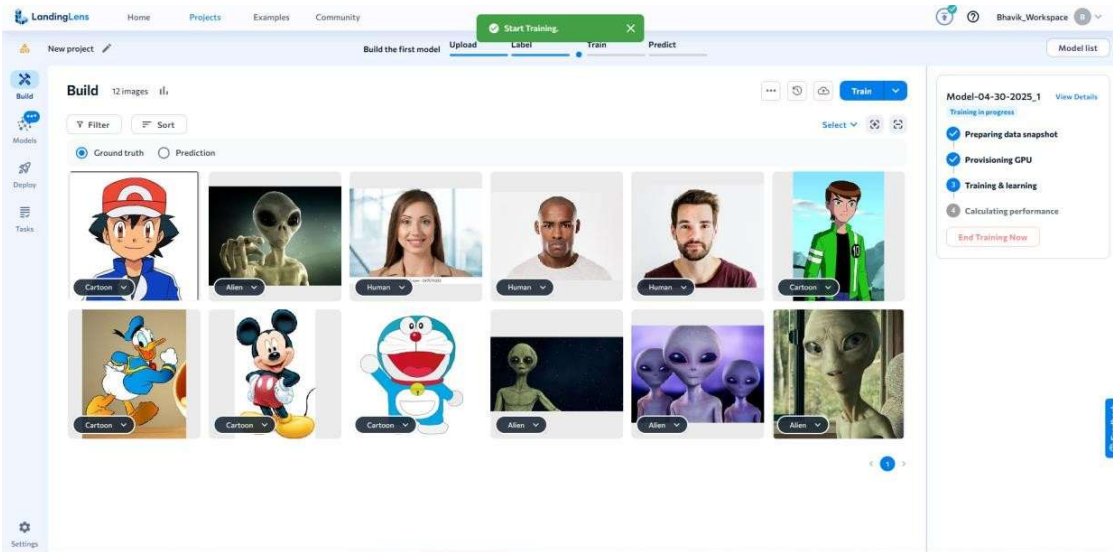 LandingLens Home Projects Examples Community Start Training. Bhavik_Workspace B
New project Build the first model Upload Label Train Predict Model list
Build
Models
Deploy
Tasks
Settings
Build 12 images Train
Filter Sort Select
Ground truth Prediction
Cartoon Alien Human Human Human Cartoon
Cartoon Cartoon Cartoon Alien Alien Alien
1
Model-04-30-2025_1 View Details
Training in progress
Preparing data snapshot
Provisioning GPU
3 Training & learning
4 Calculating performance
End Training Now